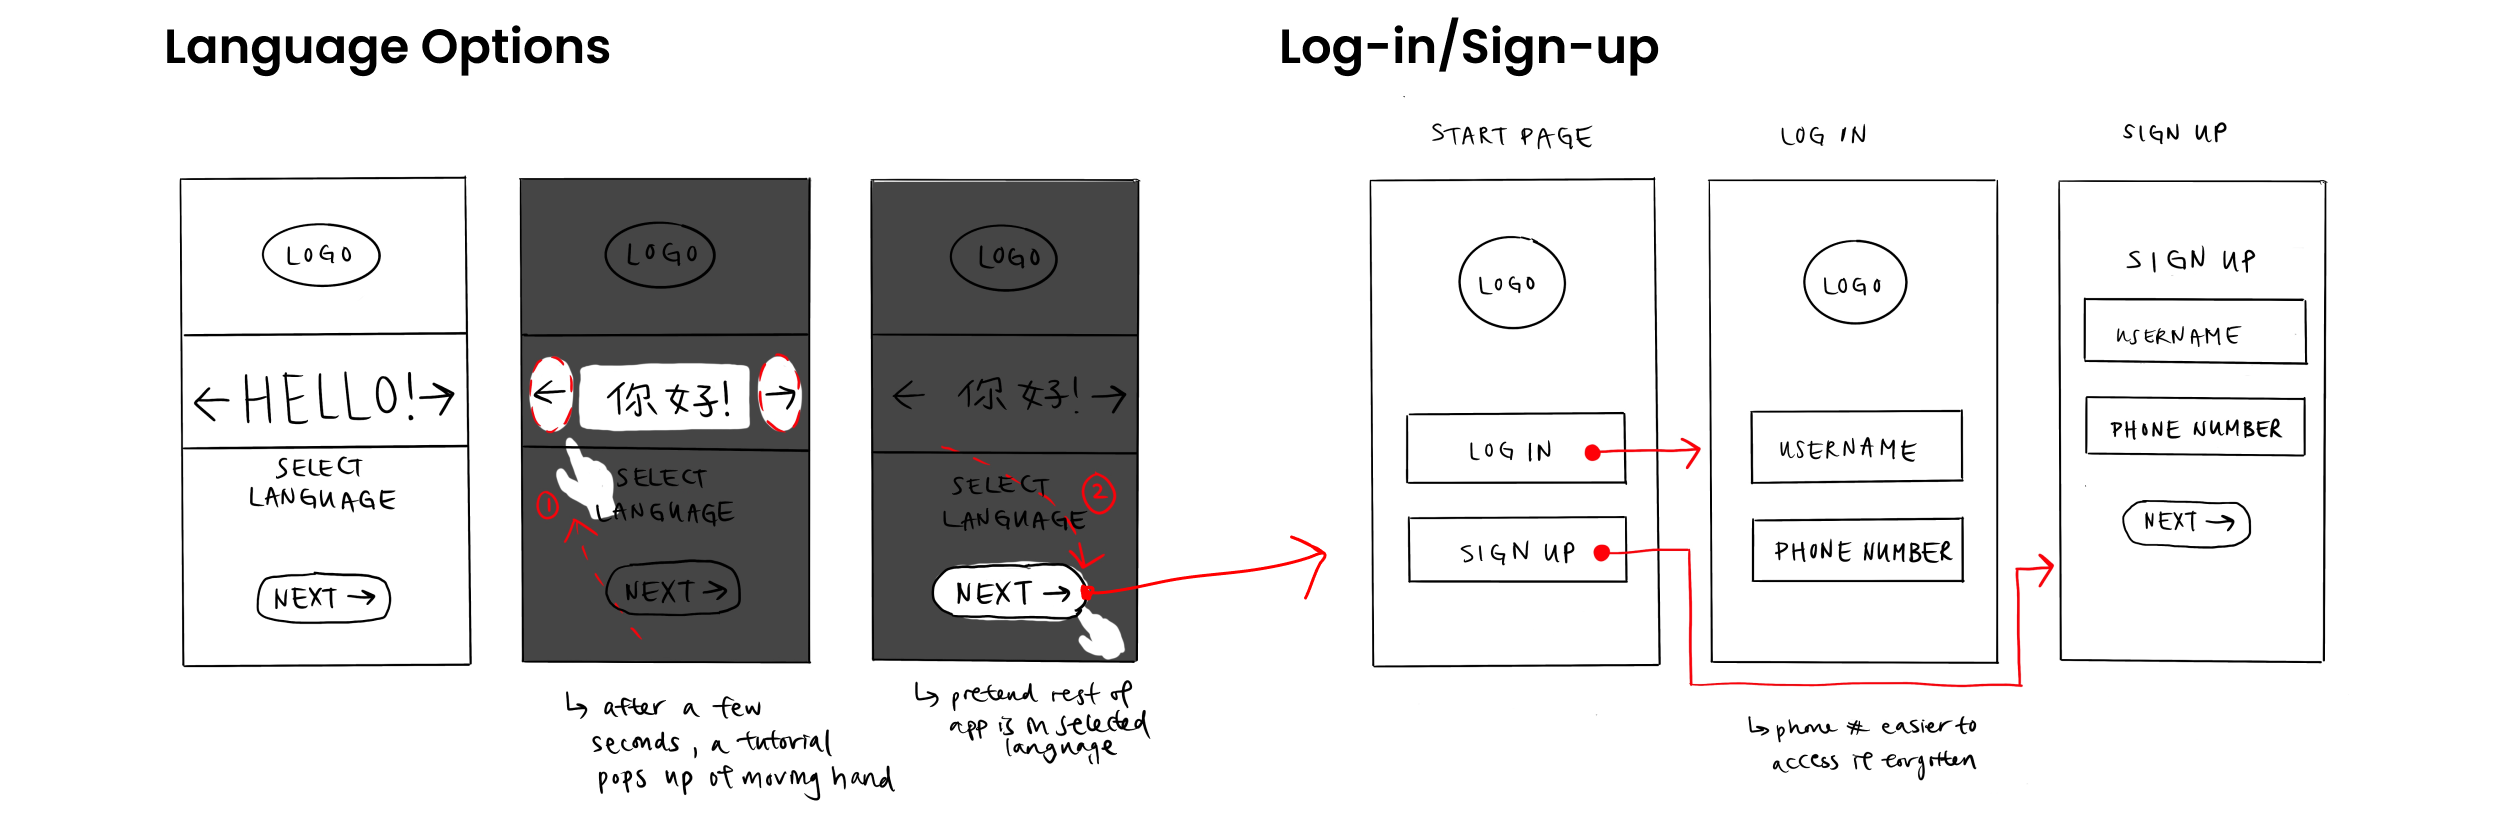 Language Options
LOGO
← HELLO! →
SELECT
LANGUAGE
NEXT →
LOGO
← 你好! →
①
SELECT
LANGUAGE
NEXT →
↳ after a few
seconds, a tutorial
pops up of moving hand
LOGO
← 你好! →
SELECT
LANGUAGE
②
NEXT →
↳ pretend rest of
app is in selected
language
Log-in/Sign-up
START PAGE
LOGO
LOG IN
SIGN UP
LOG IN
LOGO
USERNAME
PHONE NUMBER
↳ phone # easier to
access if forgotten
SIGN UP
SIGN UP
USERNAME
PHONE NUMBER
NEXT →